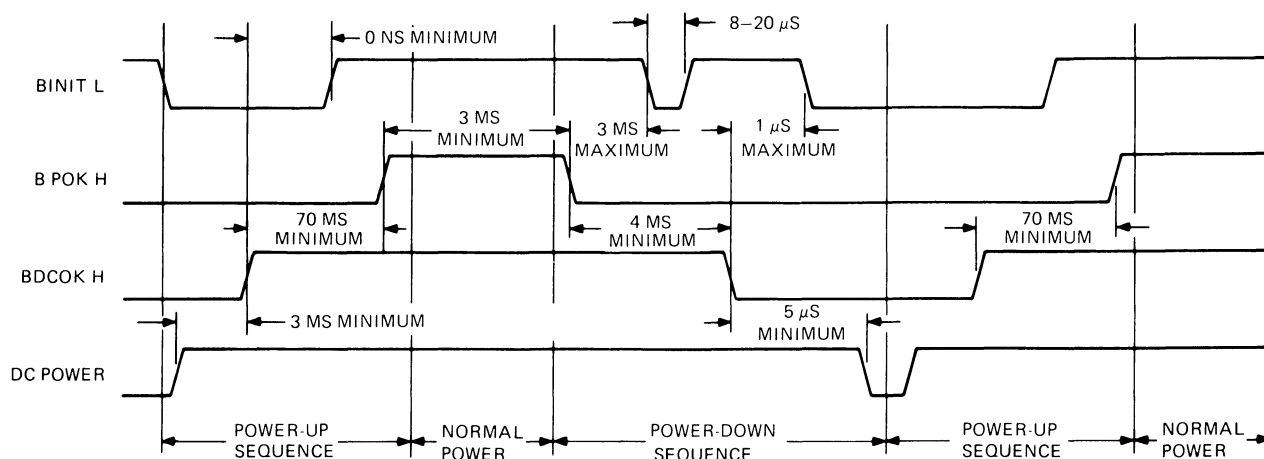 8–20 μS
0 NS MINIMUM
BINIT L
3 MS
MINIMUM
3 MS
MAXIMUM
1 μS
MAXIMUM
B POK H
70 MS
MINIMUM
4 MS
MINIMUM
70 MS
MINIMUM
BDCOK H
3 MS MINIMUM
5 μS
MINIMUM
DC POWER
POWER-UP
SEQUENCE
NORMAL
POWER
POWER-DOWN
SEQUENCE
POWER-UP
SEQUENCE
NORMAL
POWER